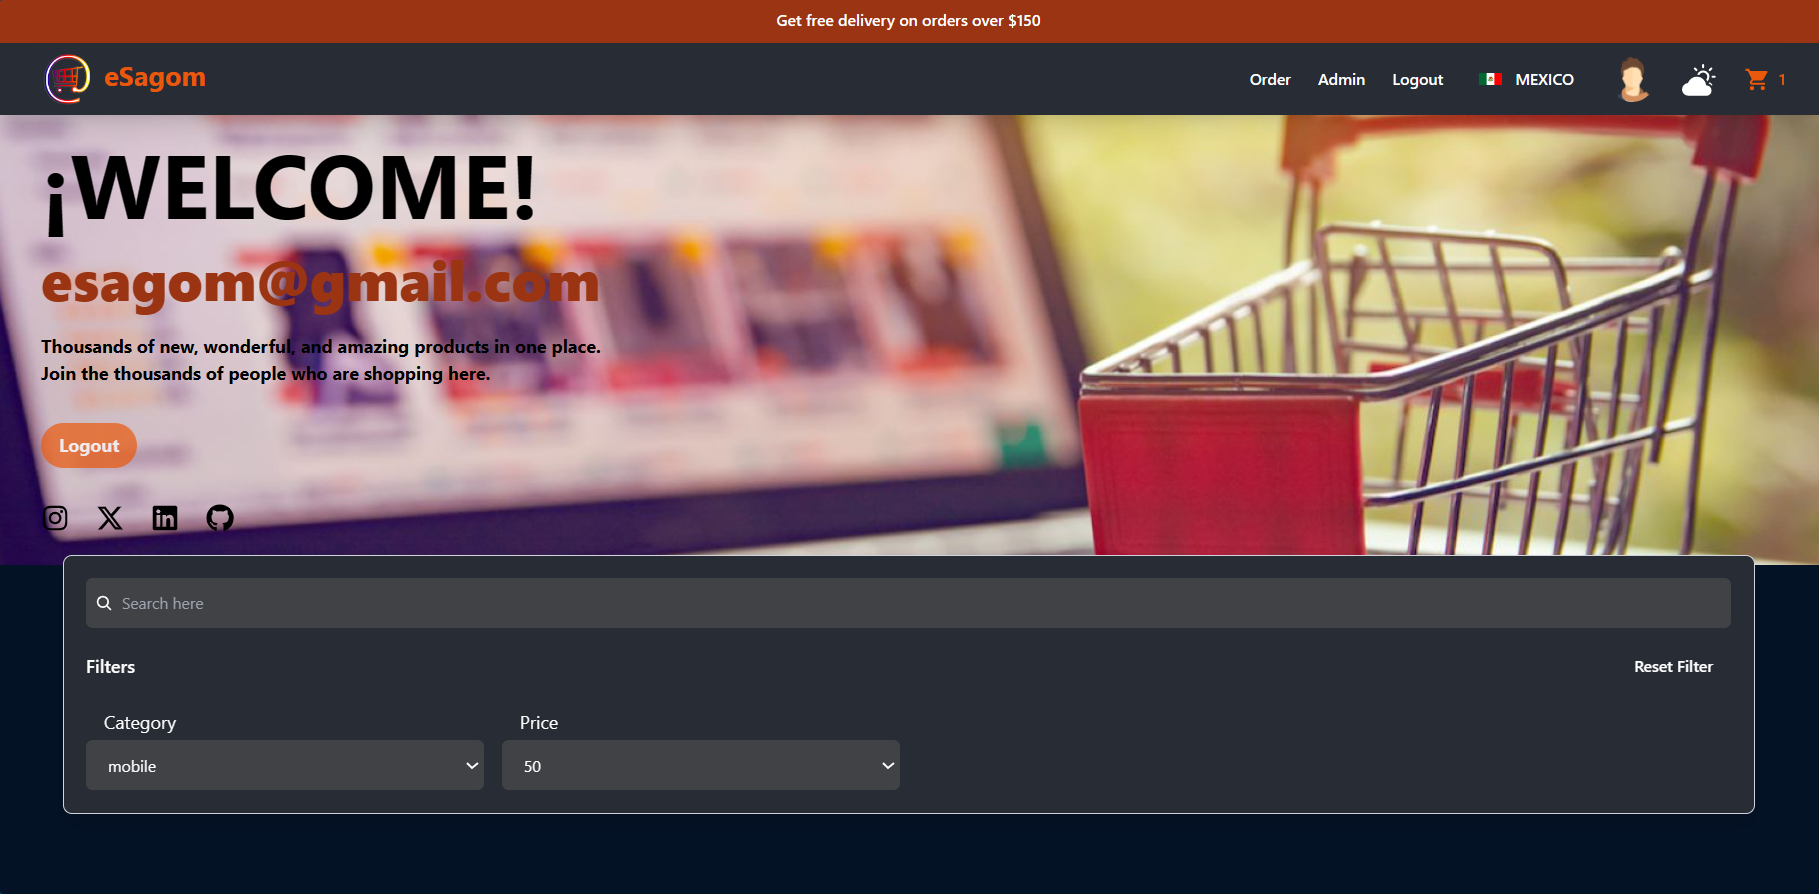 Get free delivery on orders over $150
eSagom
Order Admin Logout MEXICO 1
¡WELCOME!
esagom@gmail.com
Thousands of new, wonderful, and amazing products in one place.
Join the thousands of people who are shopping here.
Logout
Search here
Filters Reset Filter
Category Price
mobile 50